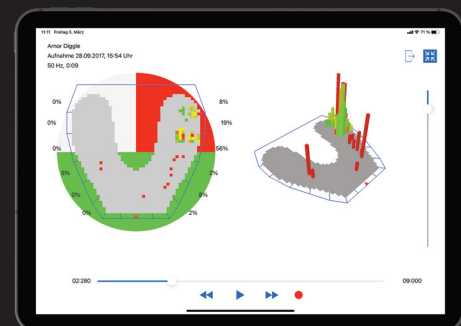 11:11 Freitag 5. März
71 %
Amor Diggle
Aufnahme 28.09.2017, 15:54 Uhr
50 Hz, 0:09
0% 8%
0% 19%
0% 56%
5% 2%
0% 8%
0% 2%
02:280 09:000